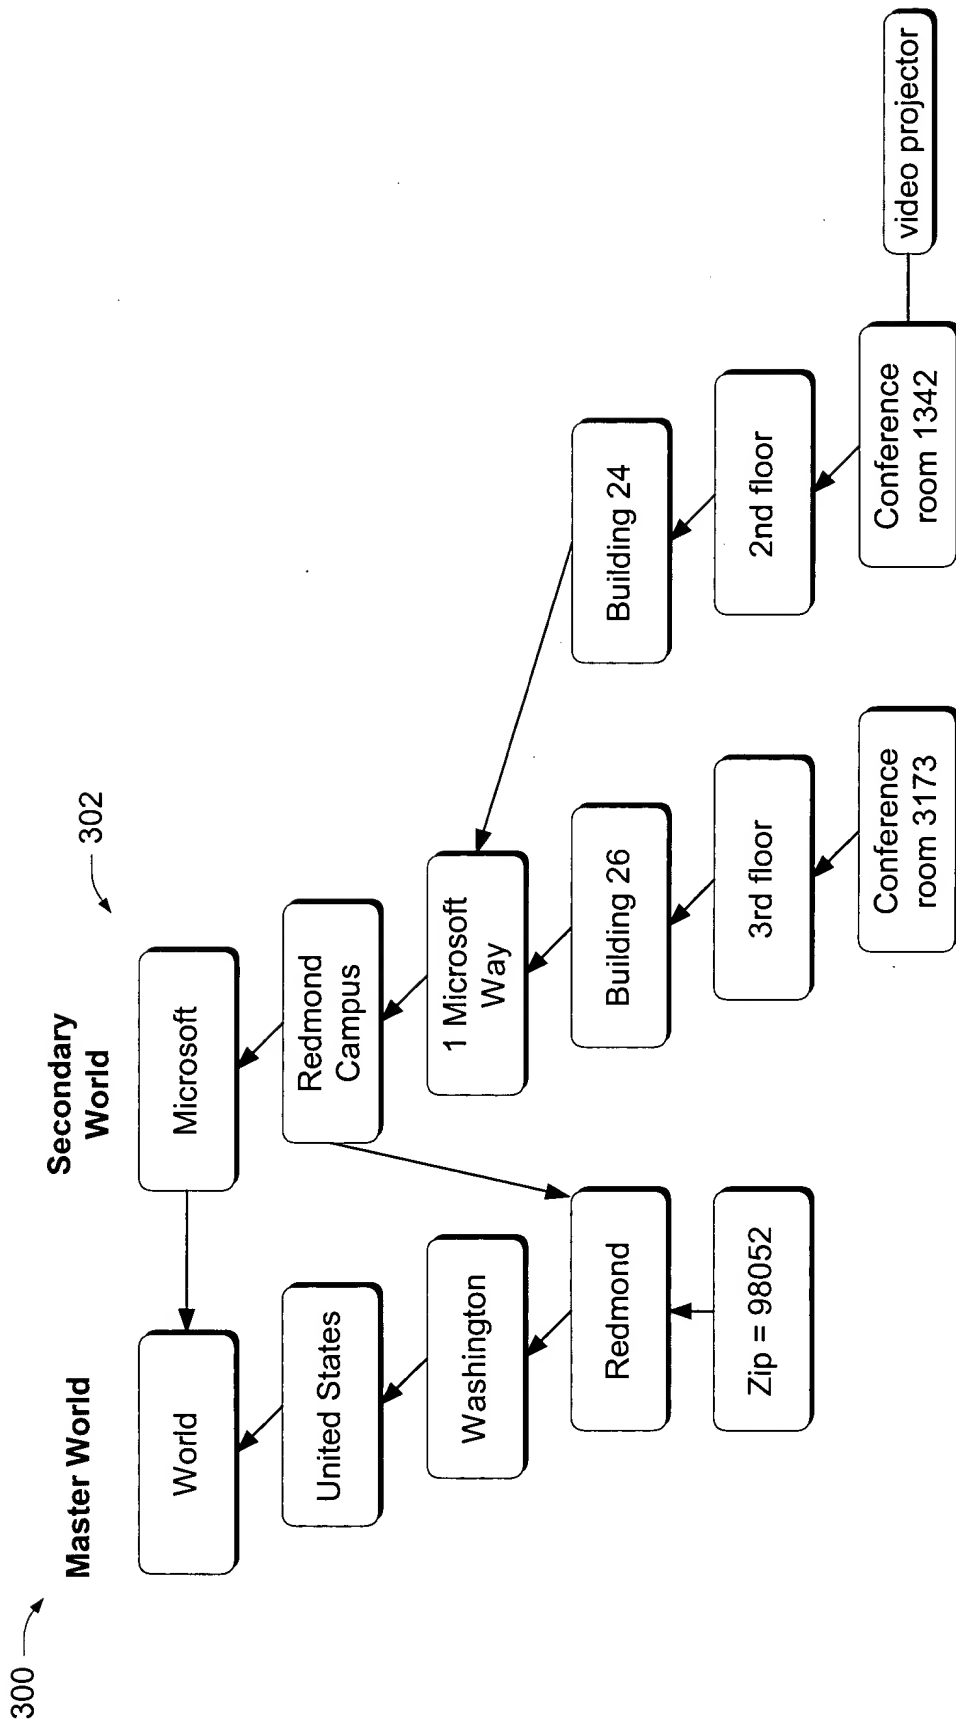 300
Master World
Secondary
World
302
World
Microsoft
United States
Redmond
Campus
Washington
1 Microsoft
Way
Redmond
Building 26
Building 24
Zip = 98052
3rd floor
2nd floor
Conference
room 3173
Conference
room 1342
video projector